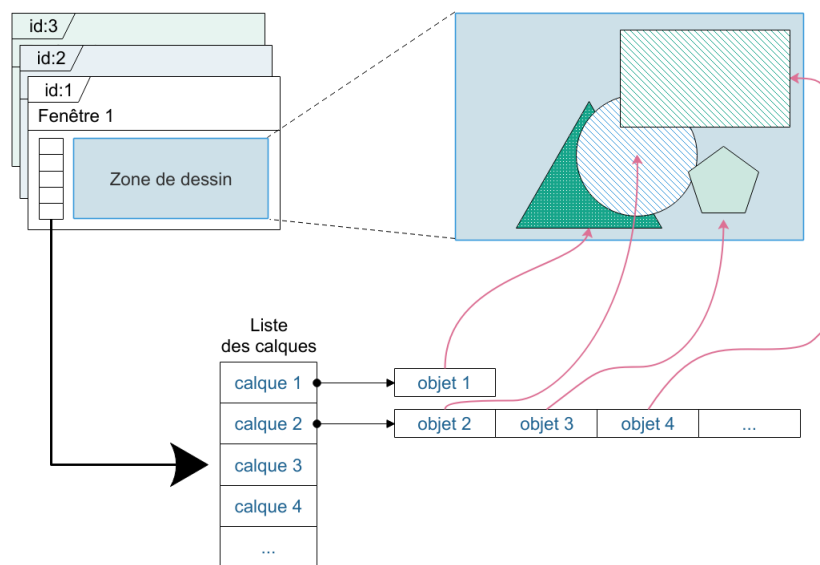 id:3
id:2
id:1
Fenêtre 1
Zone de dessin
Liste
des calques
calque 1
objet 1
calque 2
objet 2
objet 3
objet 4
...
calque 3
calque 4
...